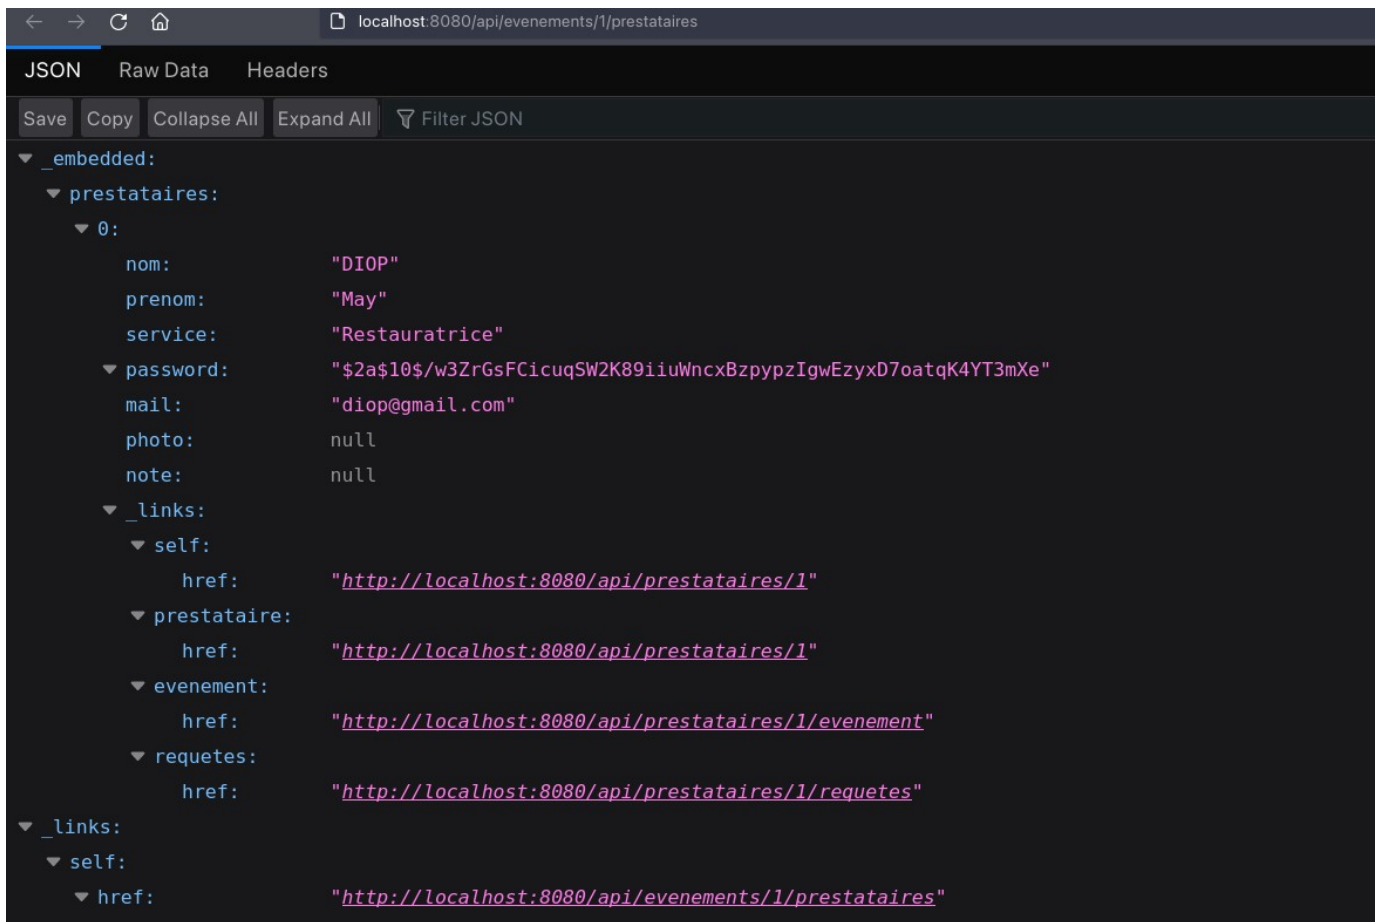 localhost:8080/api/evenements/1/prestataires
JSON Raw Data Headers
Save Copy Collapse All Expand All Filter JSON
_embedded:
prestataires:
0:
nom: "DIOP"
prenom: "May"
service: "Restauratrice"
password: "$2a$10$/w3ZrGsFCicuqSW2K89iiuWncxBzpypzIgwEzyxD7oatqK4YT3mXe"
mail: "diop@gmail.com"
photo: null
note: null
_links:
self:
href: "http://localhost:8080/api/prestataires/1"
prestataire:
href: "http://localhost:8080/api/prestataires/1"
evenement:
href: "http://localhost:8080/api/prestataires/1/evenement"
requetes:
href: "http://localhost:8080/api/prestataires/1/requetes"
_links:
self:
href: "http://localhost:8080/api/evenements/1/prestataires"